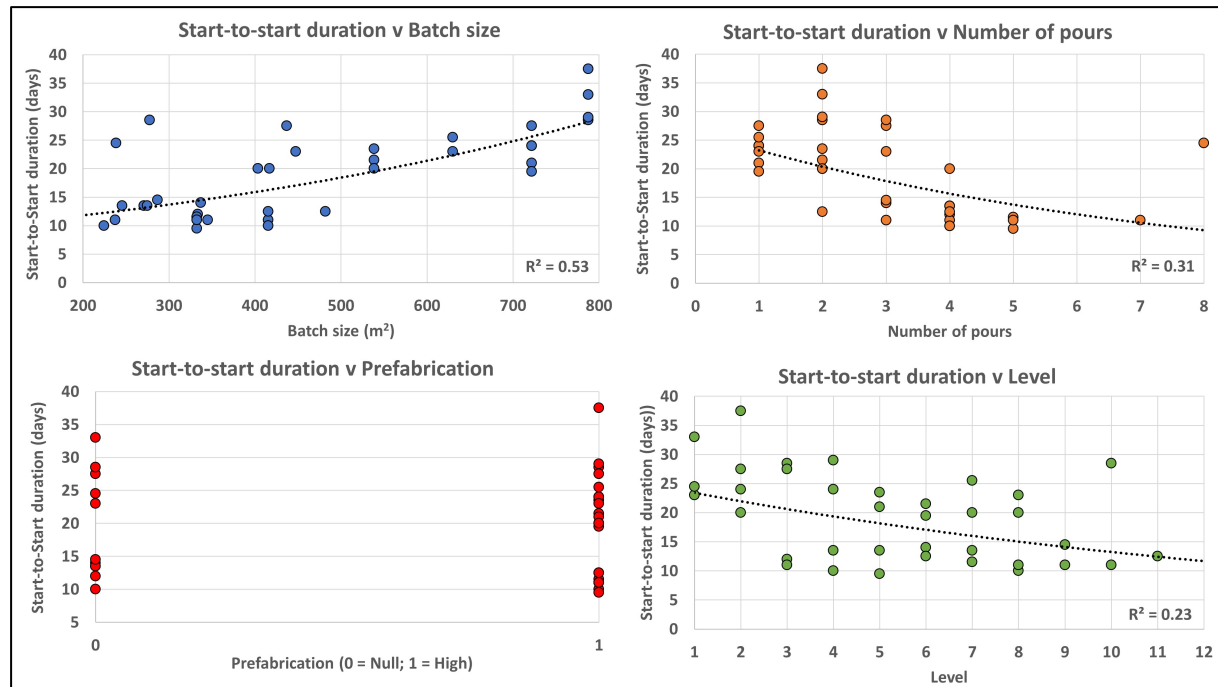 Start-to-start duration v Batch size
Start-to-Start duration (days)
40
35
30
25
20
15
10
5
0
R² = 0.53
200 300 400 500 600 700 800
Batch size (m²)
Start-to-start duration v Number of pours
Start-to-Start duration (days)
40
35
30
25
20
15
10
5
0
R² = 0.31
0 1 2 3 4 5 6 7 8
Number of pours
Start-to-start duration v Prefabrication
Start-to-Start duration (days)
40
35
30
25
20
15
10
5
0 1
Prefabrication (0 = Null; 1 = High)
Start-to-start duration v Level
Start-to-start duration (days))
40
35
30
25
20
15
10
5
0
R² = 0.23
1 2 3 4 5 6 7 8 9 10 11 12
Level